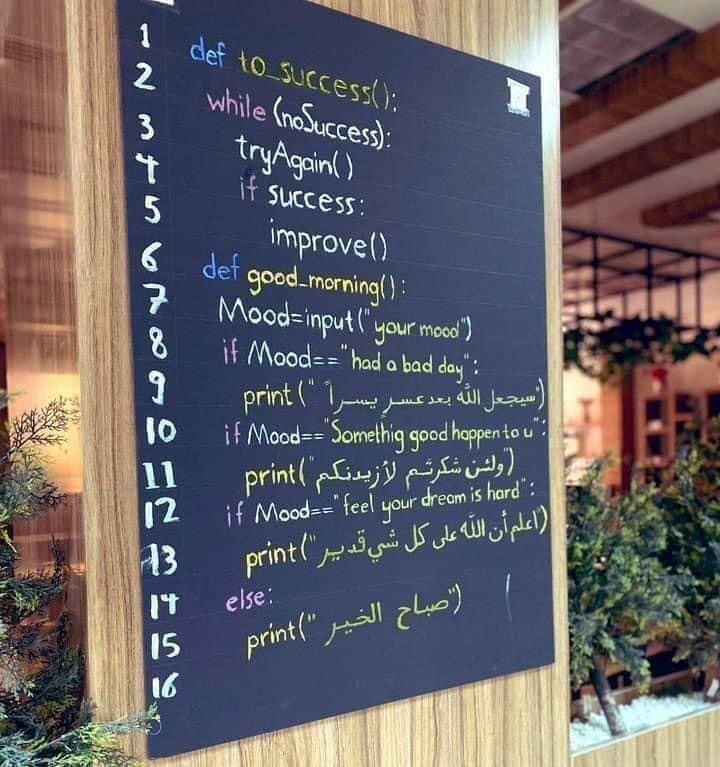 1 def to_success():
2 while (noSuccess):
3 tryAgain()
4 if success:
5 improve()
6 def good_morning():
7 Mood=input("your mood")
8 if Mood=="had a bad day":
9 print("سيجعل الله بعد عسر يسراً")
10 if Mood=="Somethig good happen to u":
11 print("ولئن شكرتم لأزيدنكم")
12 if Mood=="feel your dream is hard":
13 print("اعلم أن الله على كل شي قدير")
14 else:
15 print("صباح الخير")
16